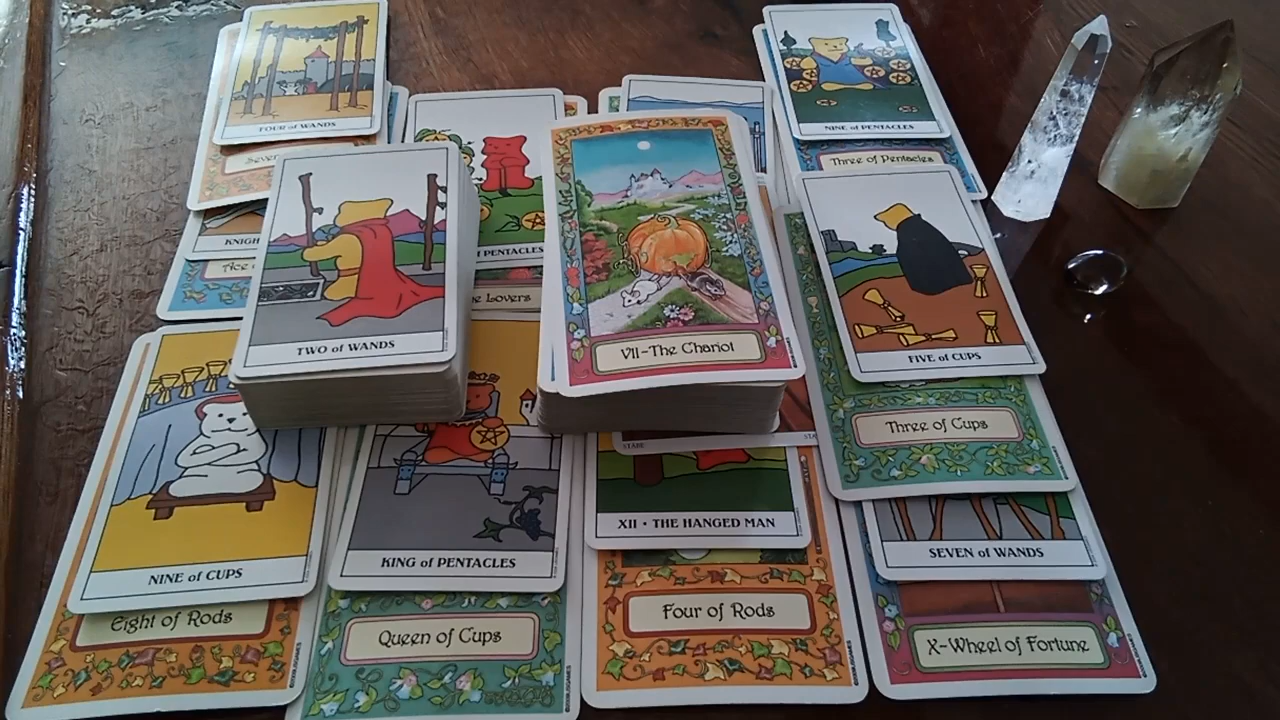 FOUR of WANDS
NINE of PENTACLES
Three of Pentacles
PENTACLES
The Lovers
TWO of WANDS
VII-The Chariot
FIVE of CUPS
Three of Cups
XII • THE HANGED MAN
SEVEN of WANDS
NINE of CUPS
KING of PENTACLES
Eight of Rods
Queen of Cups
Four of Rods
X-Wheel of Fortune